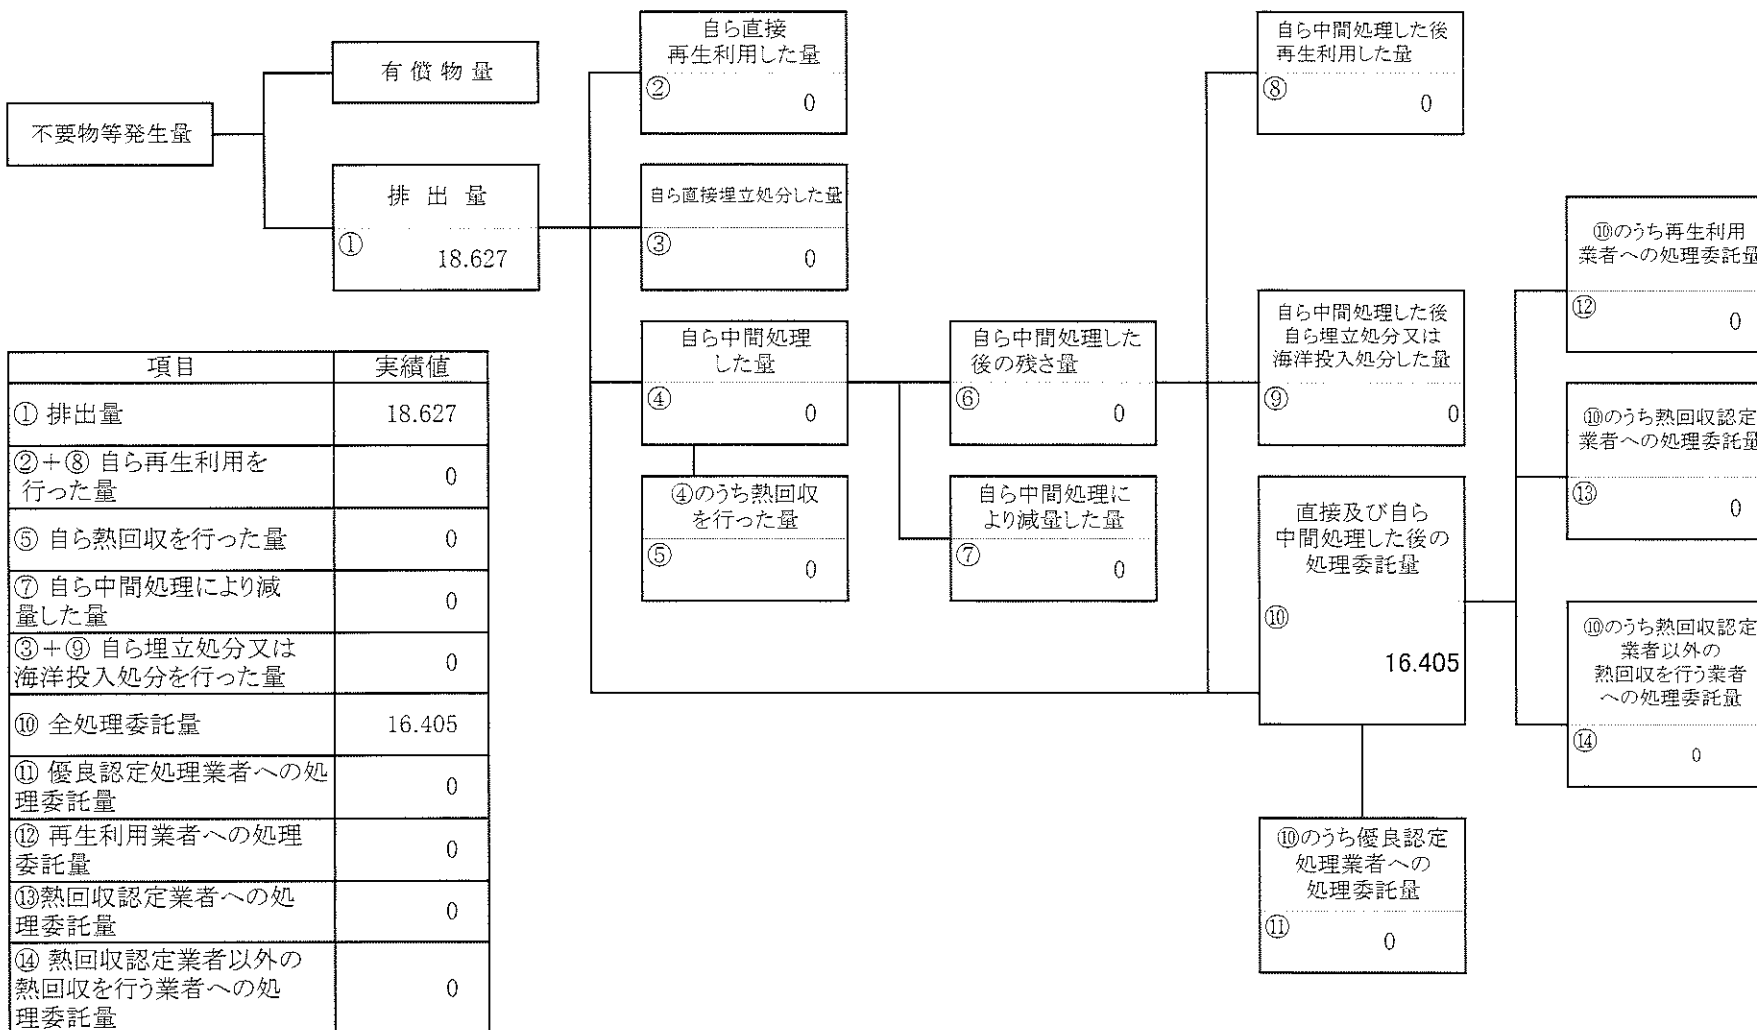 不要物等発生量
有償物量
排出量
①
18.627
自ら直接
再生利用した量
②
0
自ら直接埋立処分した量
③
0
自ら中間処理
した量
④
0
④のうち熱回収
を行った量
⑤
0
自ら中間処理した
後の残さ量
⑥
0
自ら中間処理に
より減量した量
⑦
0
自ら中間処理した後
再生利用した量
⑧
0
自ら中間処理した後
自ら埋立処分又は
海洋投入処分した量
⑨
0
直接及び自ら
中間処理した後の
処理委託量
⑩
16.405
⑩のうち優良認定
処理業者への
処理委託量
⑪
0
⑩のうち再生利用
業者への処理委託量
⑫
0
⑩のうち熱回収認定
業者への処理委託量
⑬
0
⑩のうち熱回収認定
業者以外の
熱回収を行う業者
への処理委託量
⑭
0
項目 実績値
① 排出量 18.627
②+⑧ 自ら再生利用を
行った量 0
⑤ 自ら熱回収を行った量 0
⑦ 自ら中間処理により減
量した量 0
③+⑨ 自ら埋立処分又は
海洋投入処分を行った量 0
⑩ 全処理委託量 16.405
⑪ 優良認定処理業者への処
理委託量 0
⑫ 再生利用業者への処理
委託量 0
⑬熱回収認定業者への処
理委託量 0
⑭ 熱回収認定業者以外の
熱回収を行う業者への処
理委託量 0